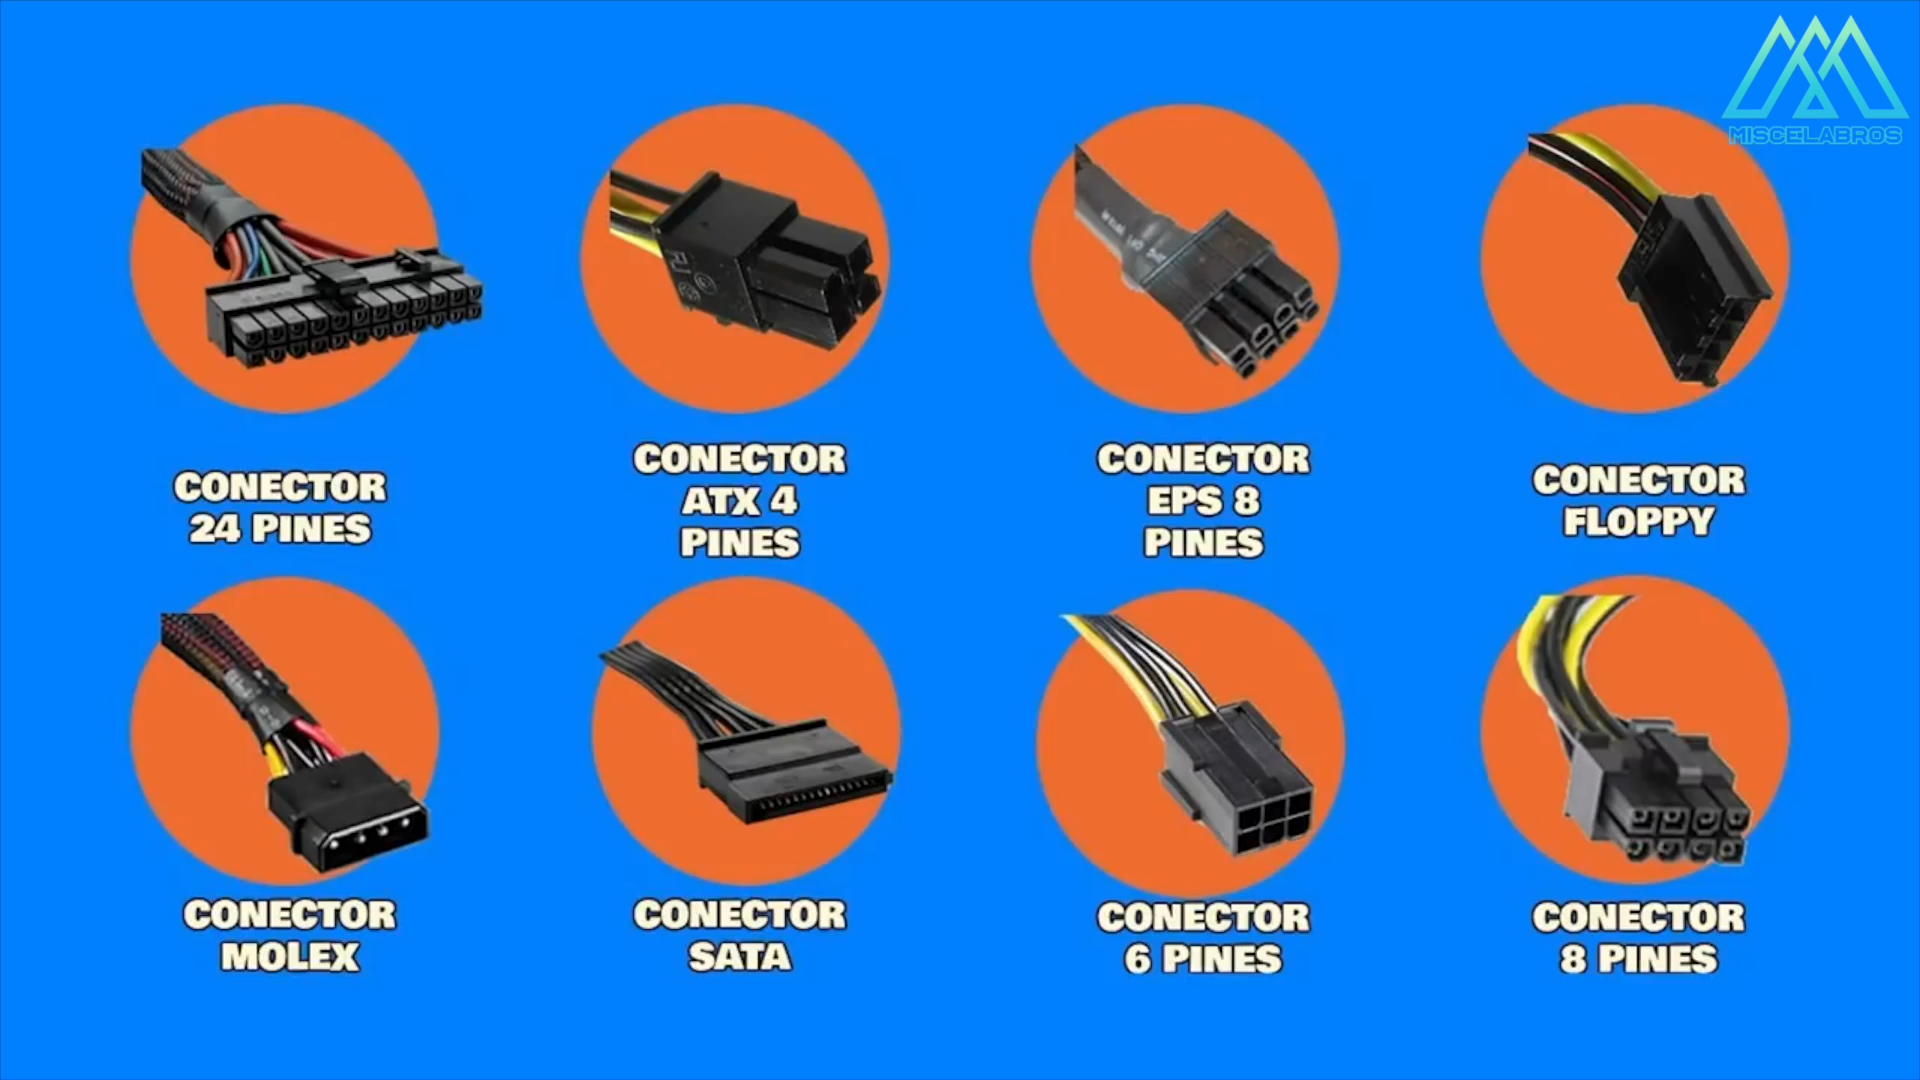 MISCELABROS
CONECTOR
24 PINES
CONECTOR
ATX 4
PINES
CONECTOR
EPS 8
PINES
CONECTOR
FLOPPY
CONECTOR
MOLEX
CONECTOR
SATA
CONECTOR
6 PINES
CONECTOR
8 PINES